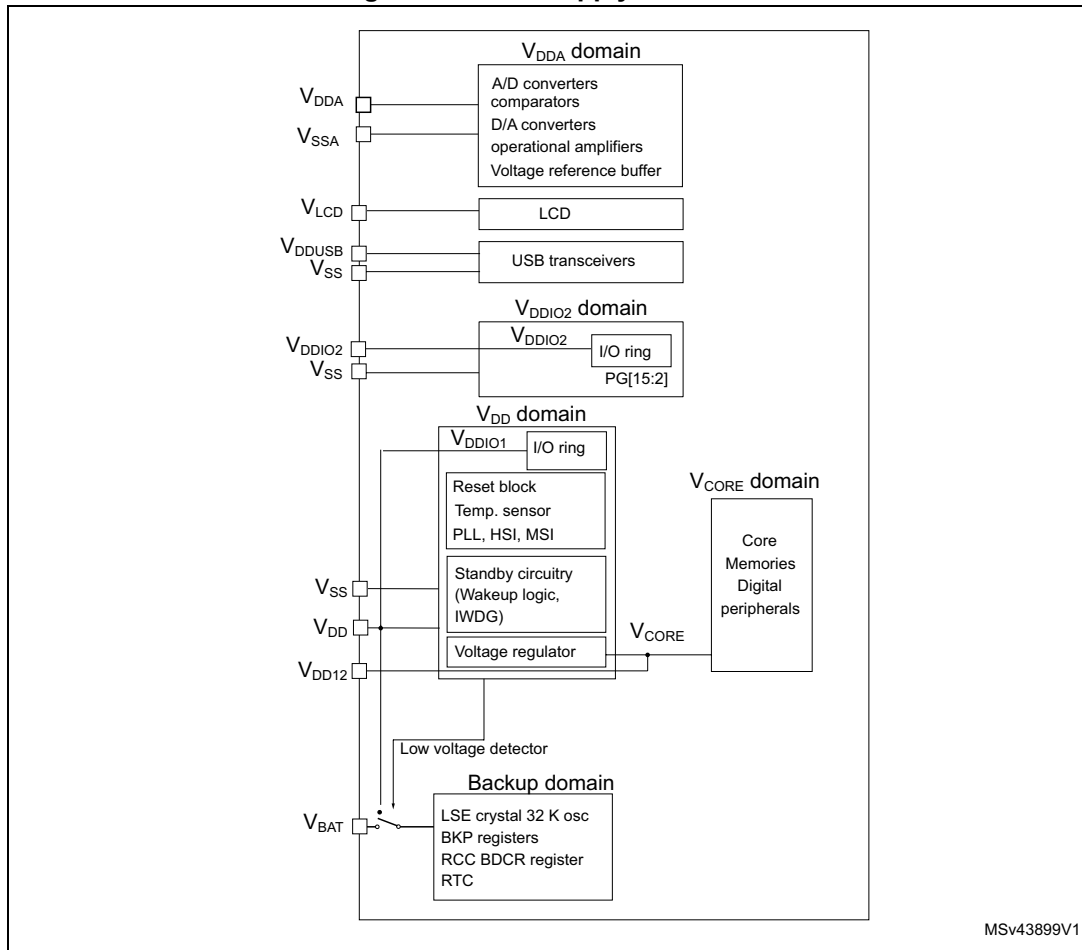 VDDA domain
A/D converters
comparators
D/A converters
operational amplifiers
Voltage reference buffer
VDDA
VSSA
VLCD
LCD
VDDUSB
VSS
USB transceivers
VDDIO2 domain
VDDIO2
VDDIO2
VSS
I/O ring
PG[15:2]
VDD domain
VDDIO1
I/O ring
Reset block
Temp. sensor
PLL, HSI, MSI
Standby circuitry
(Wakeup logic,
IWDG)
Voltage regulator
VSS
VDD
VDD12
VCORE
VCORE domain
Core
Memories
Digital
peripherals
Low voltage detector
Backup domain
VBAT
LSE crystal 32 K osc
BKP registers
RCC BDCR register
RTC
MSv43899V1